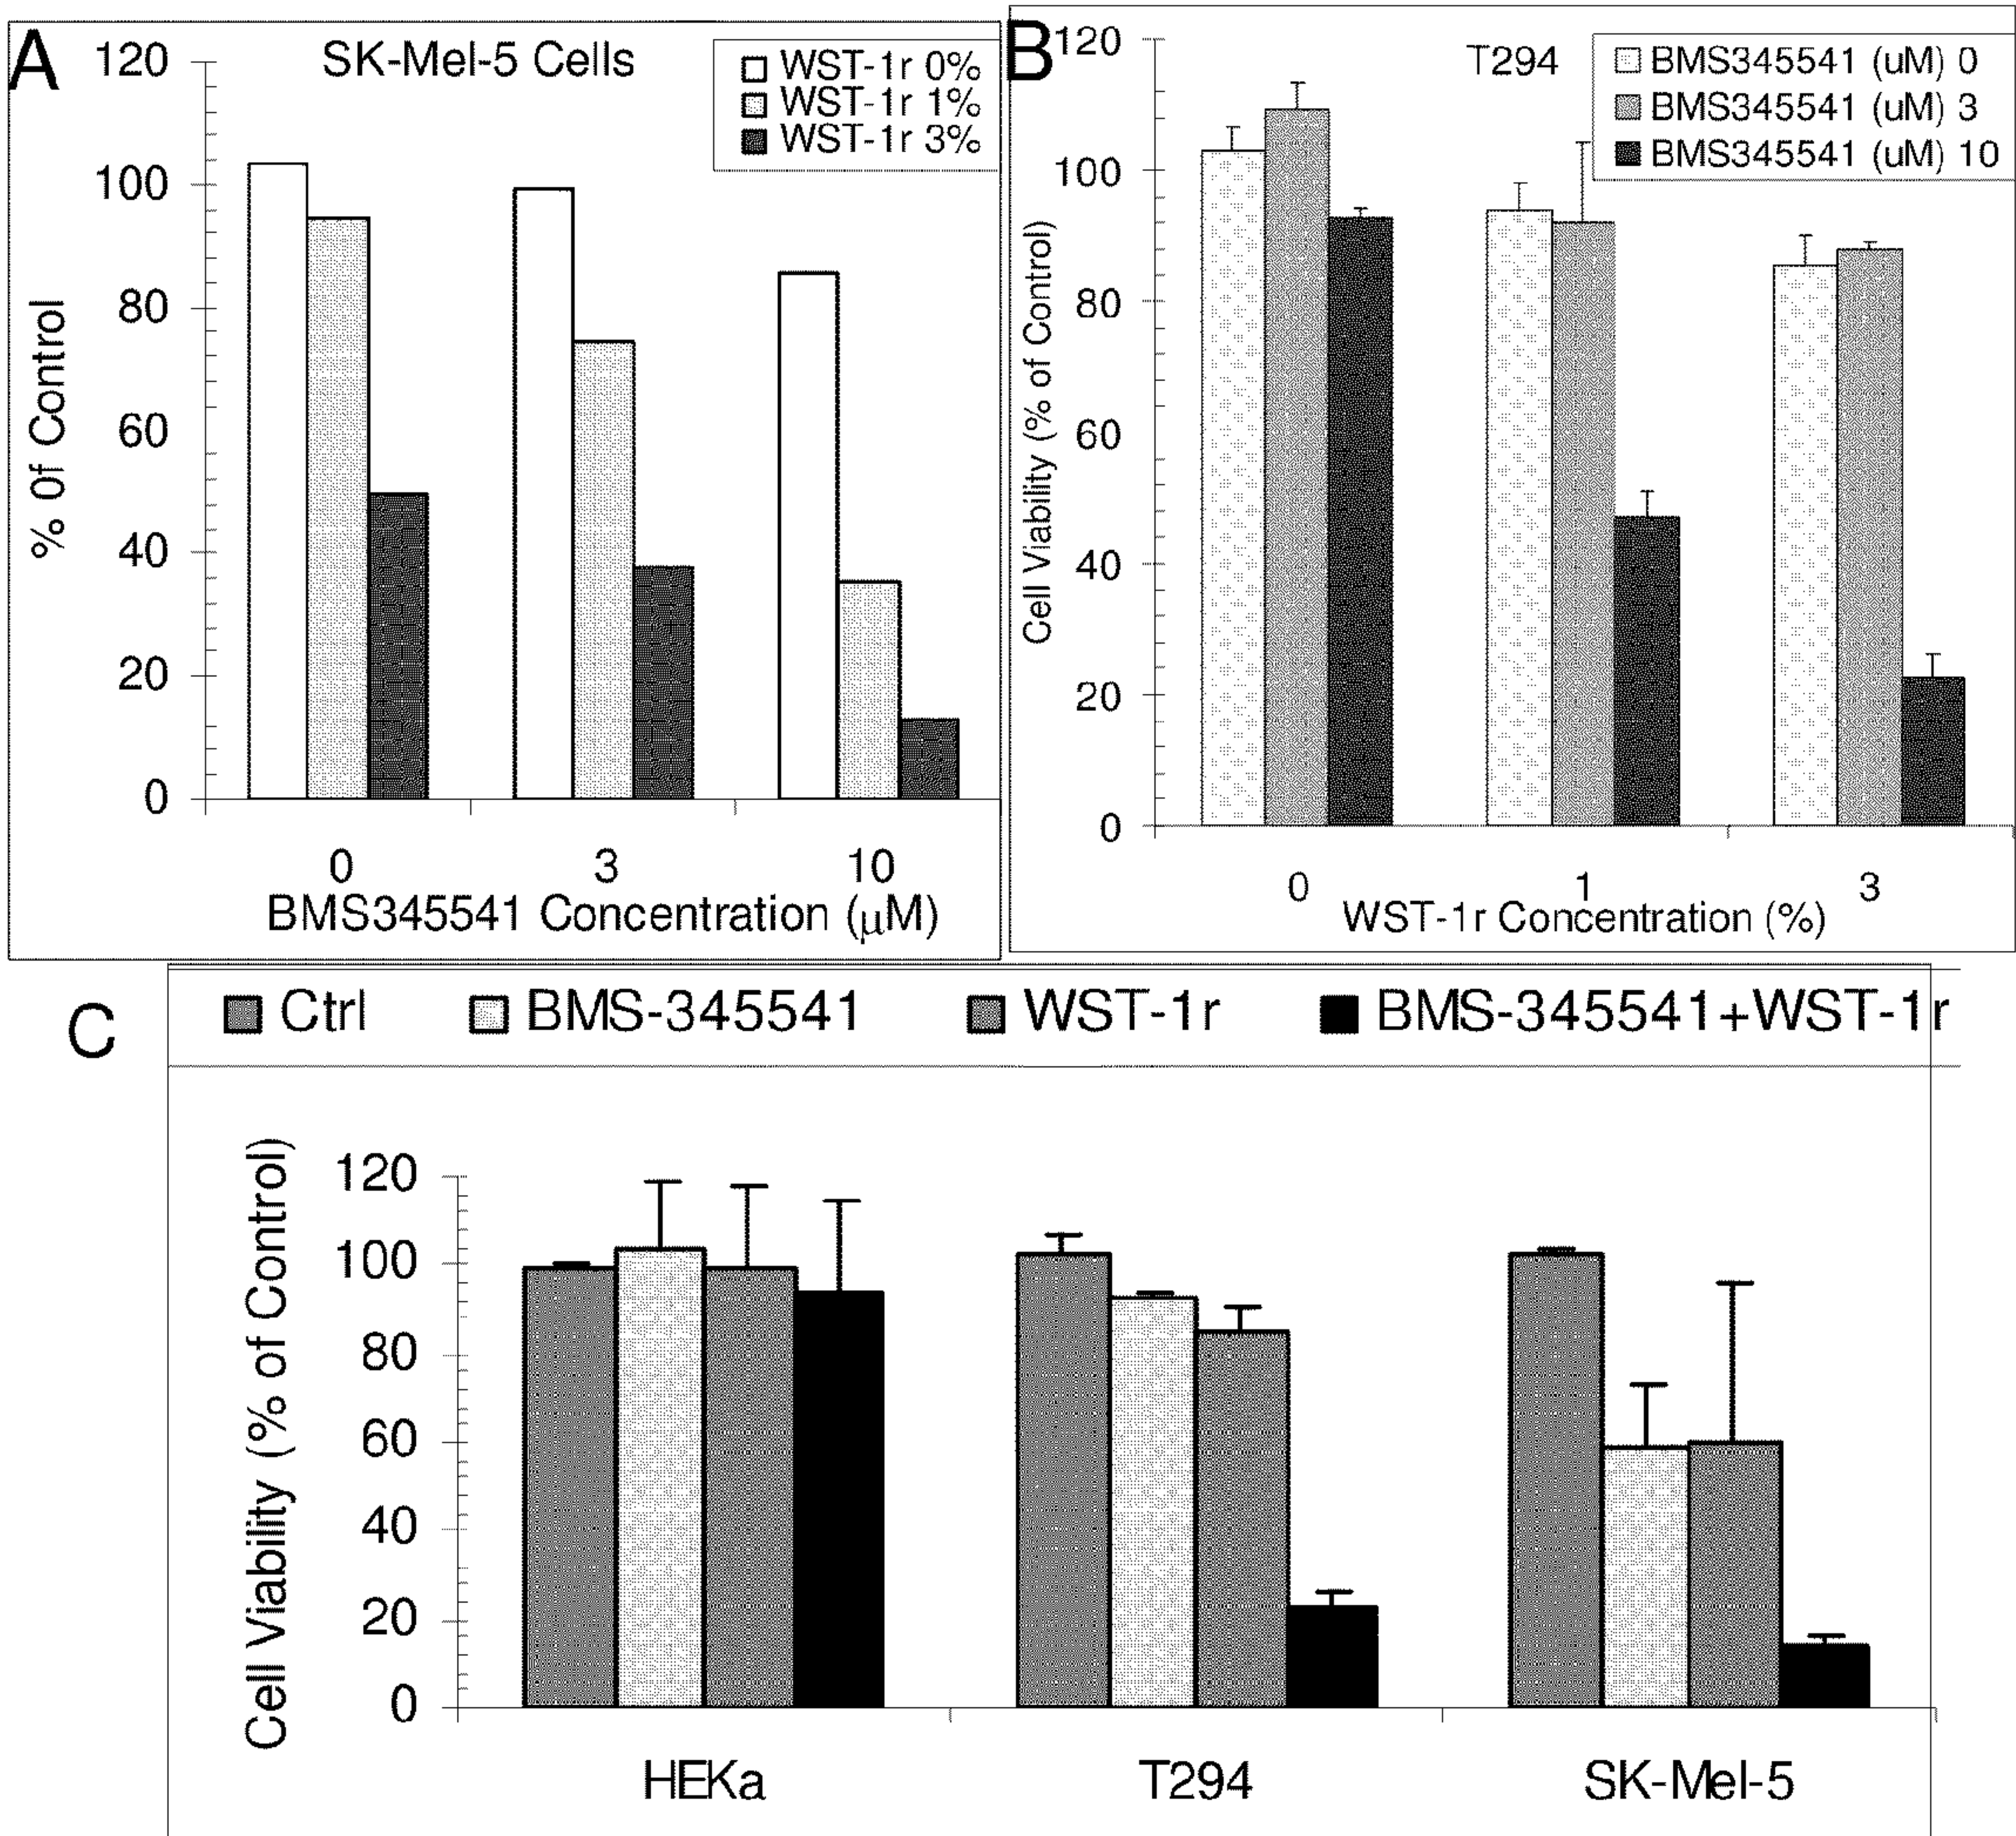 A
SK-Mel-5 Cells
WST-1r 0%
WST-1r 1%
WST-1r 3%
120
100
80
60
40
20
0
% 0f Control
0 3 10
BMS345541 Concentration (µM)
B
T294
BMS345541 (uM) 0
BMS345541 (uM) 3
BMS345541 (uM) 10
120
100
80
60
40
20
0
Cell Viability (% of Control)
0 1 3
WST-1r Concentration (%)
C
Ctrl BMS-345541 WST-1r BMS-345541+WST-1r
120
100
80
60
40
20
0
Cell Viability (% of Control)
HEKa T294 SK-Mel-5